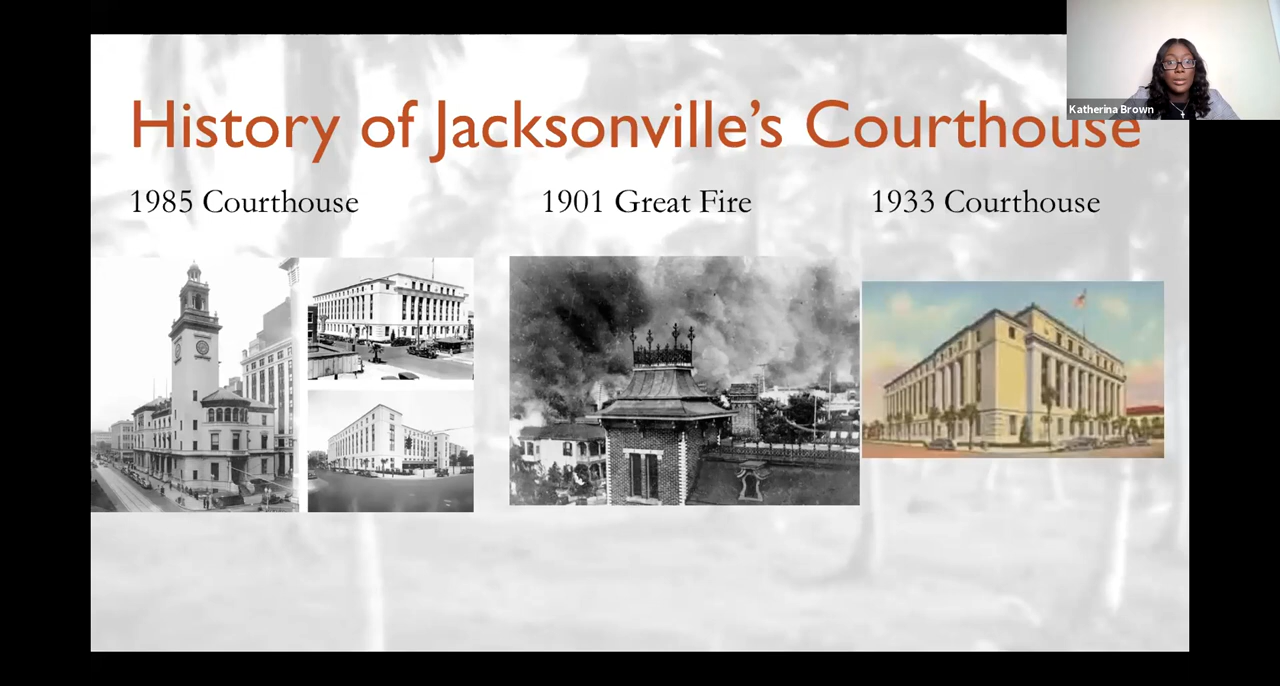 History of Jacksonville's Courthouse
1985 Courthouse
1901 Great Fire
1933 Courthouse
Katherina Brown